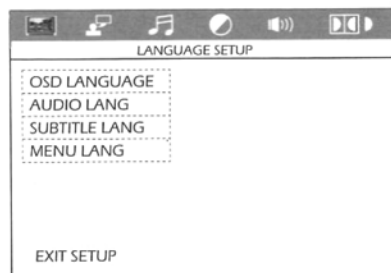 LANGUAGE SETUP
OSD LANGUAGE
AUDIO LANG
SUBTITLE LANG
MENU LANG
EXIT SETUP